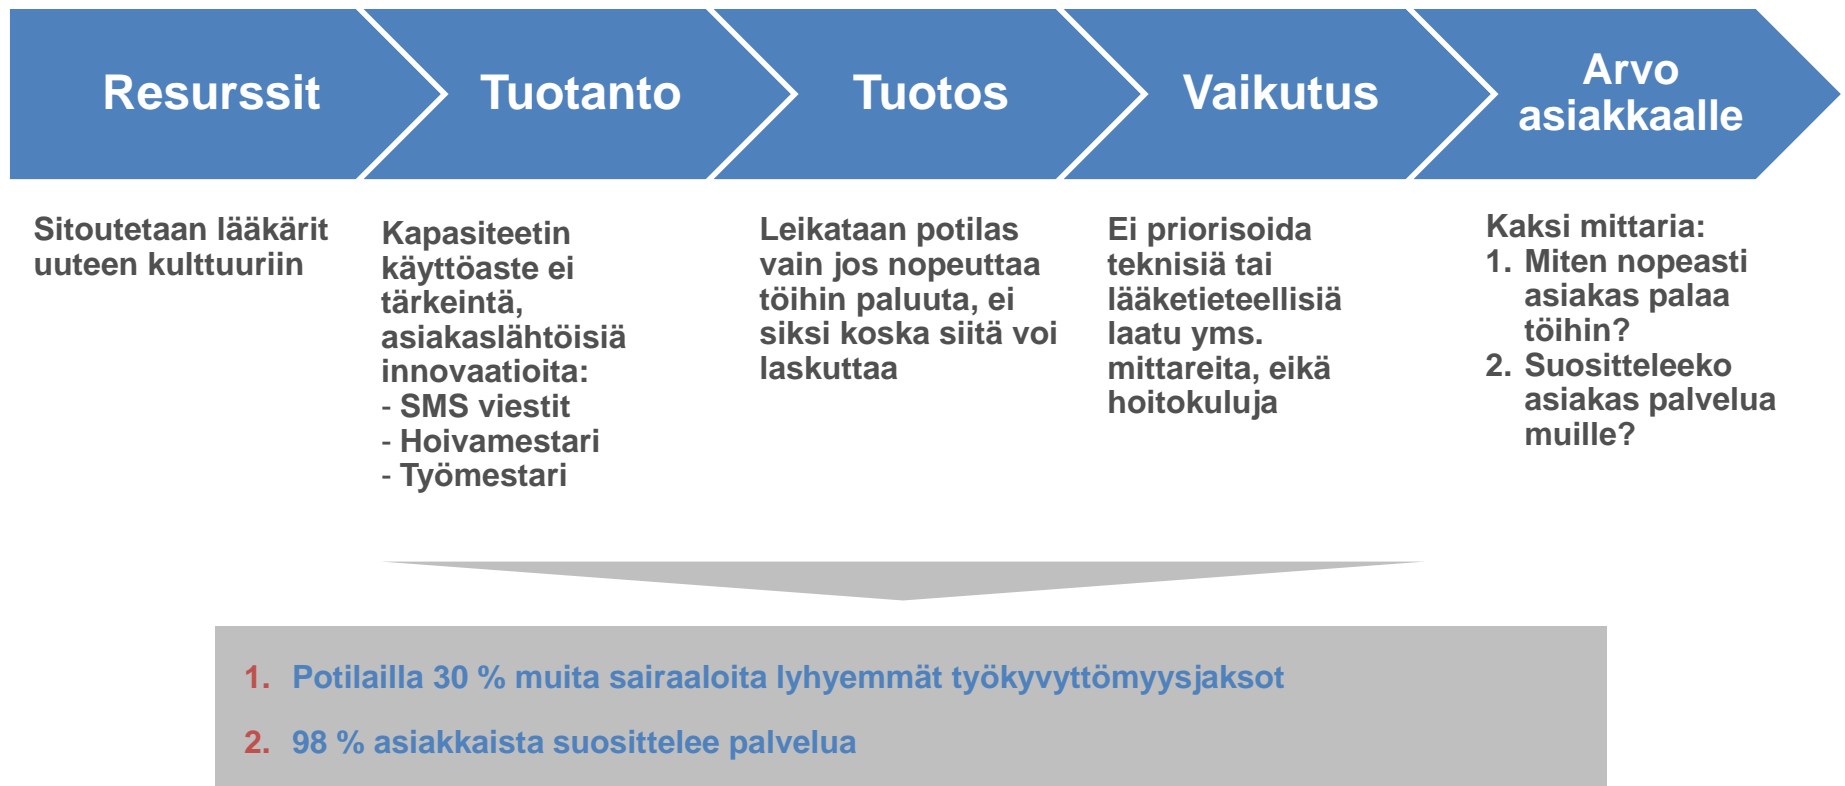 Resurssit
Tuotanto
Tuotos
Vaikutus
Arvo
asiakkaalle
Sitoutetaan lääkärit
uuteen kulttuuriin
Kapasiteetin
käyttöaste ei
tärkeintä,
asiakaslähtöisiä
innovaatioita:
- SMS viestit
- Hoivamestari
- Työmestari
Leikataan potilas
vain jos nopeuttaa
töihin paluuta, ei
siksi koska siitä voi
laskuttaa
Ei priorisoida
teknisiä tai
lääketieteellisiä
laatu yms.
mittareita, eikä
hoitokuluja
Kaksi mittaria:
1. Miten nopeasti
asiakas palaa
töihin?
2. Suositteleeko
asiakas palvelua
muille?
1. Potilailla 30 % muita sairaaloita lyhyemmät työkyvyttömyysjaksot
2. 98 % asiakkaista suosittelee palvelua